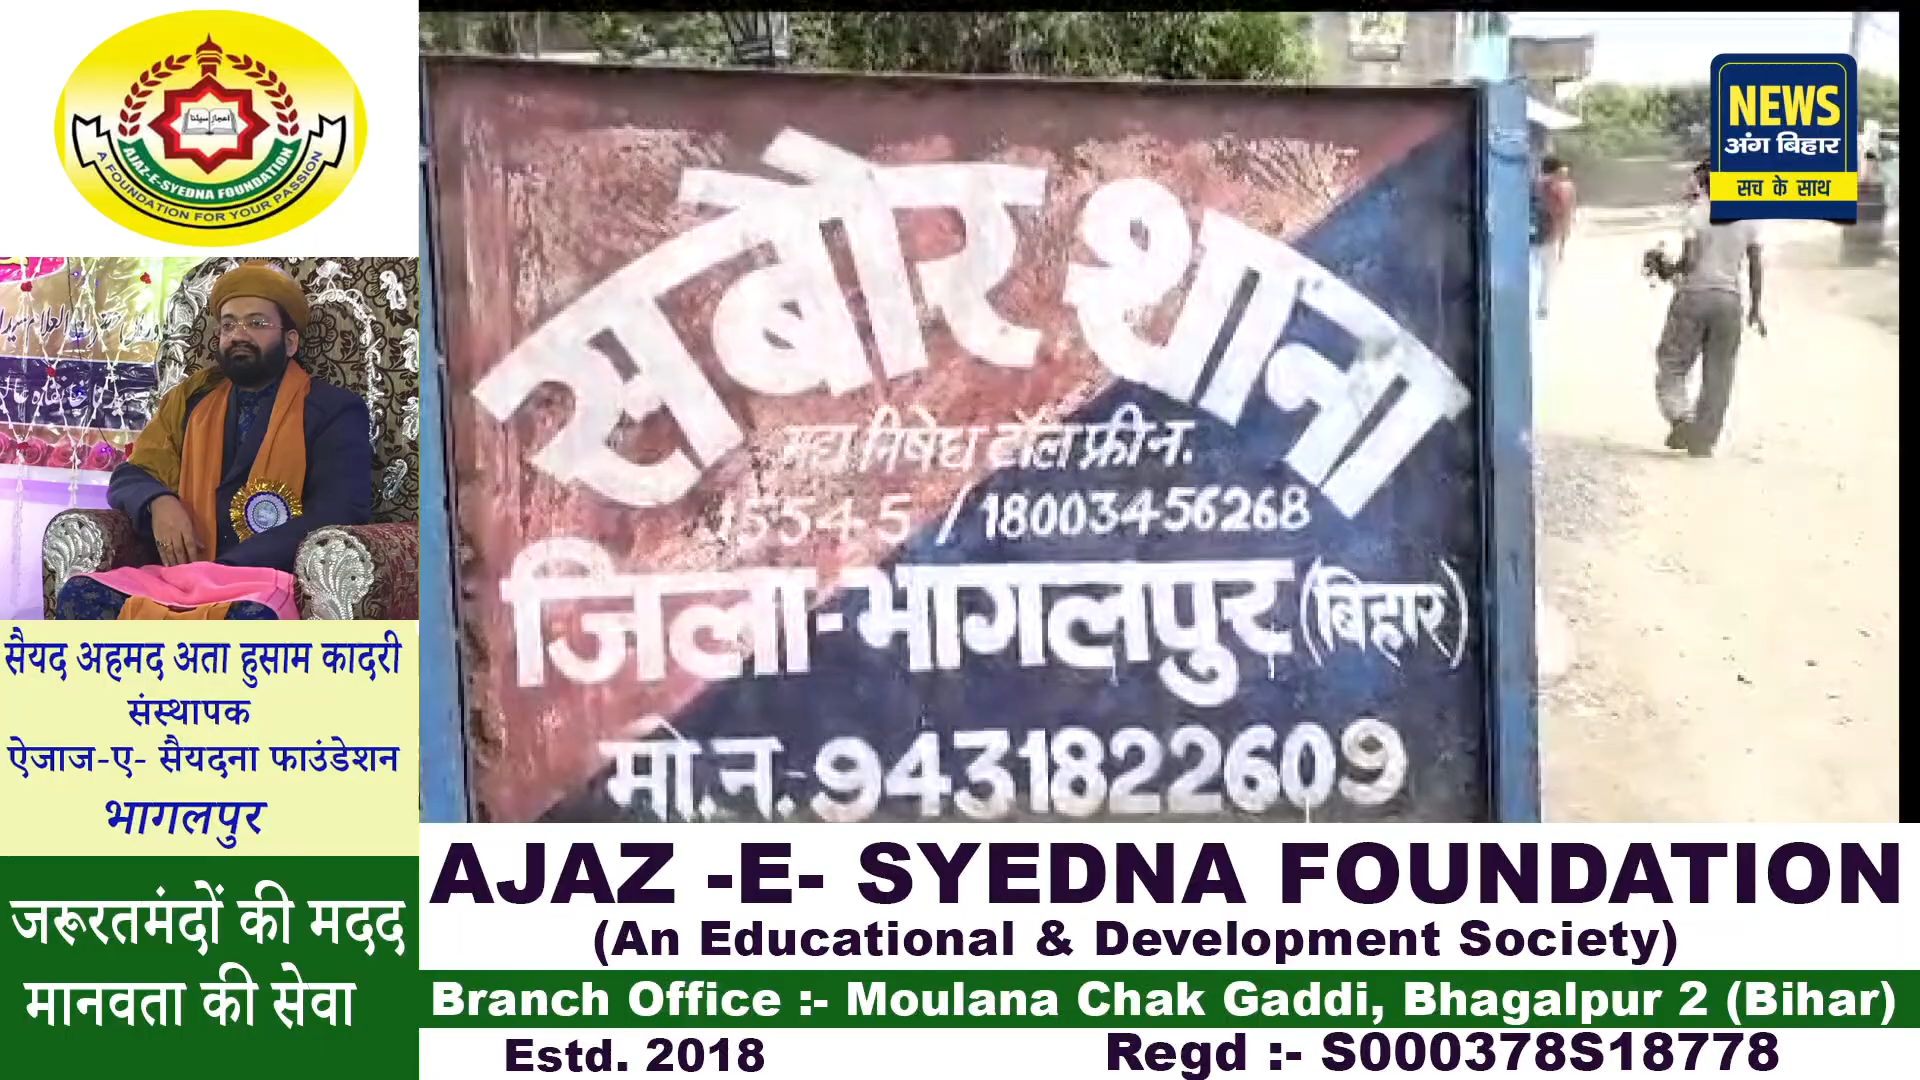 AJAZ-E-SYEDNA FOUNDATION
A FOUNDATION FOR YOUR PASSION
सैयद अहमद अता हुसाम कादरी
संस्थापक
ऐजाज-ए- सैयदना फाउंडेशन
भागलपुर
जरूरतमंदों की मदद
मानवता की सेवा
NEWS
अंग बिहार
सच के साथ
सबोर थाना
मद्य निषेध टॉल फ्री न.
15545 / 18003456268
जिला-भागलपुर (बिहार)
मो.न.-9431822609
AJAZ -E- SYEDNA FOUNDATION
(An Educational & Development Society)
Branch Office :- Moulana Chak Gaddi, Bhagalpur 2 (Bihar)
Estd. 2018
Regd :- S000378S18778